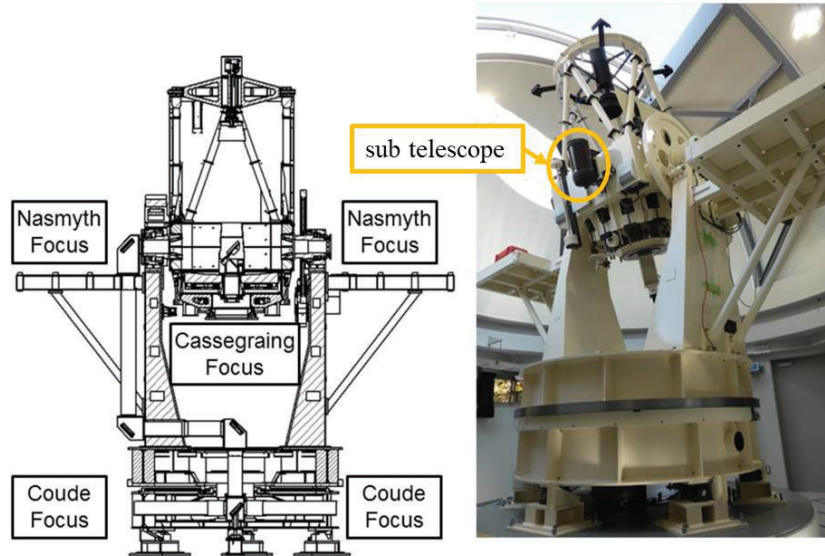 sub telescope
Nasmyth
Focus
Nasmyth
Focus
Cassegraing
Focus
Coude
Focus
Coude
Focus